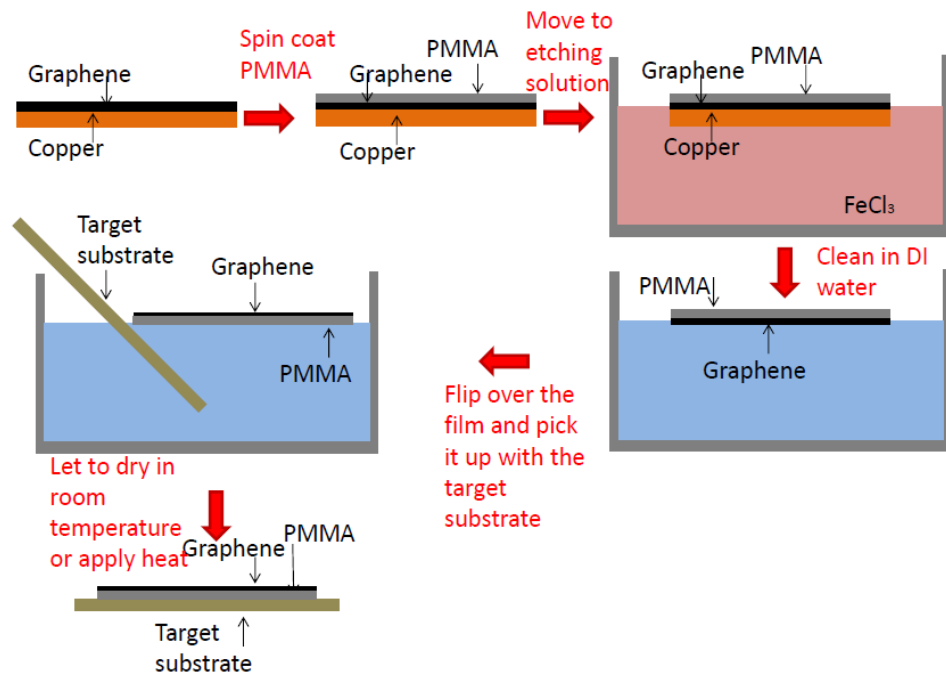 Graphene
Copper
Spin coat
PMMA
PMMA
Graphene
Copper
Move to
etching
solution
PMMA
Graphene
Copper
FeCl₃
Clean in DI
water
PMMA
Graphene
Flip over the
film and pick
it up with the
target
substrate
Target
substrate
Graphene
PMMA
Let to dry in
room
temperature
or apply heat
Graphene
PMMA
Target
substrate